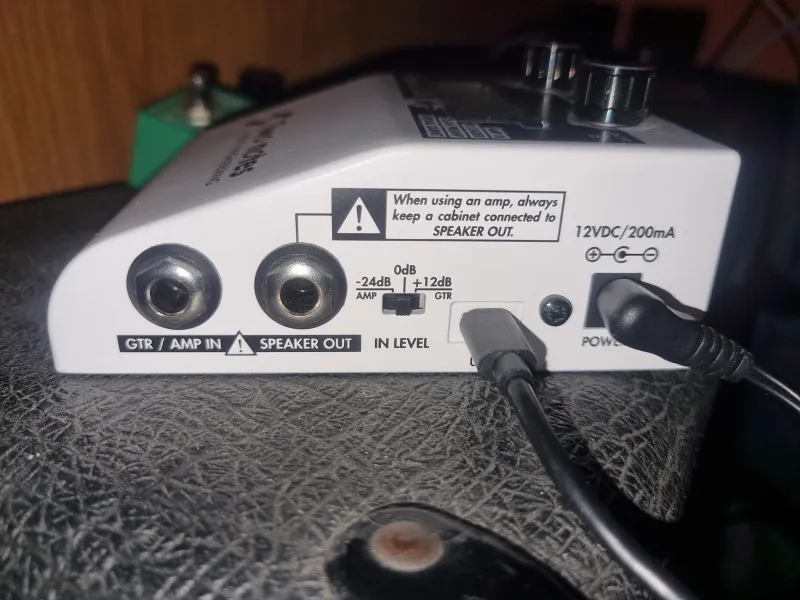 When using an amp, always
keep a cabinet connected to
SPEAKER OUT.
12VDC/200mA
0dB
-24dB +12dB
AMP GTR
GTR / AMP IN SPEAKER OUT
IN LEVEL